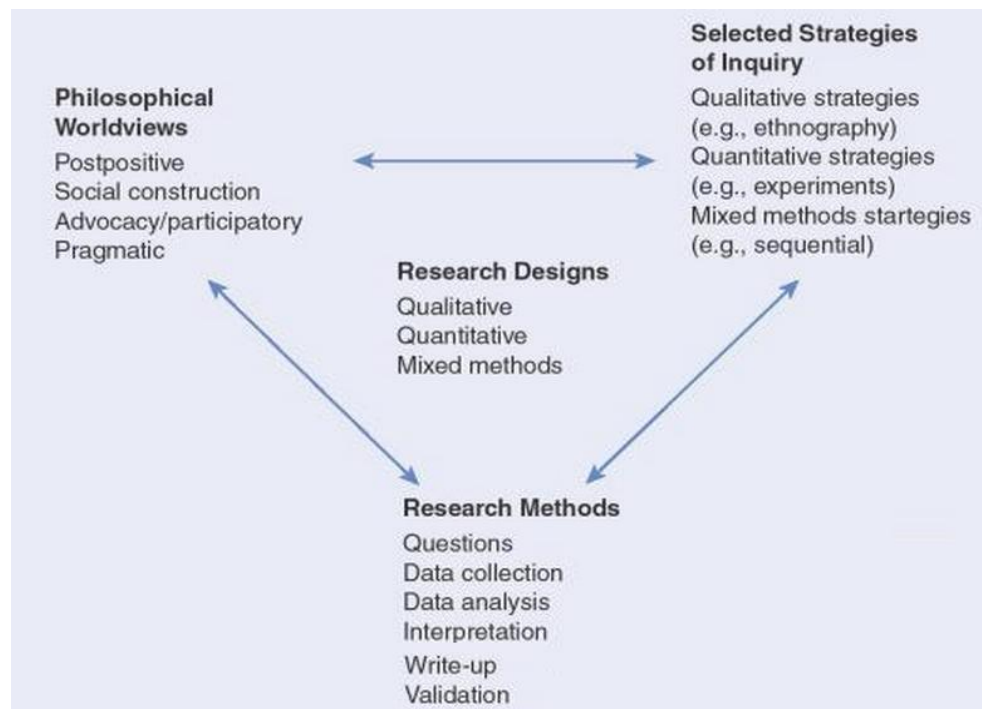 Philosophical
Worldviews
Postpositive
Social construction
Advocacy/participatory
Pragmatic
Selected Strategies
of Inquiry
Qualitative strategies
(e.g., ethnography)
Quantitative strategies
(e.g., experiments)
Mixed methods startegies
(e.g., sequential)
Research Designs
Qualitative
Quantitative
Mixed methods
Research Methods
Questions
Data collection
Data analysis
Interpretation
Write-up
Validation